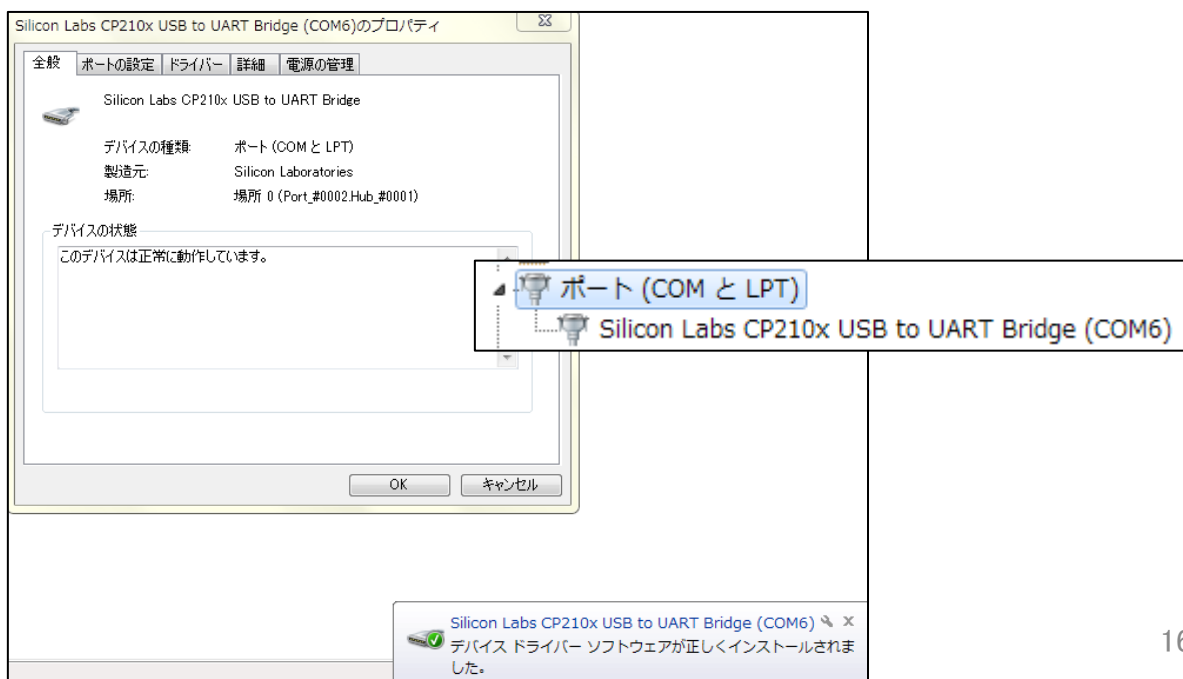 Silicon Labs CP210x USB to UART Bridge (COM6)のプロパティ
全般 ポートの設定 ドライバー 詳細 電源の管理
Silicon Labs CP210x USB to UART Bridge
デバイスの種類: ポート (COM と LPT)
製造元: Silicon Laboratories
場所: 場所 0 (Port_#0002.Hub_#0001)
デバイスの状態
このデバイスは正常に動作しています。
ポート (COM と LPT)
Silicon Labs CP210x USB to UART Bridge (COM6)
OK キャンセル
Silicon Labs CP210x USB to UART Bridge (COM6)
デバイス ドライバー ソフトウェアが正しくインストールされま
した。
16